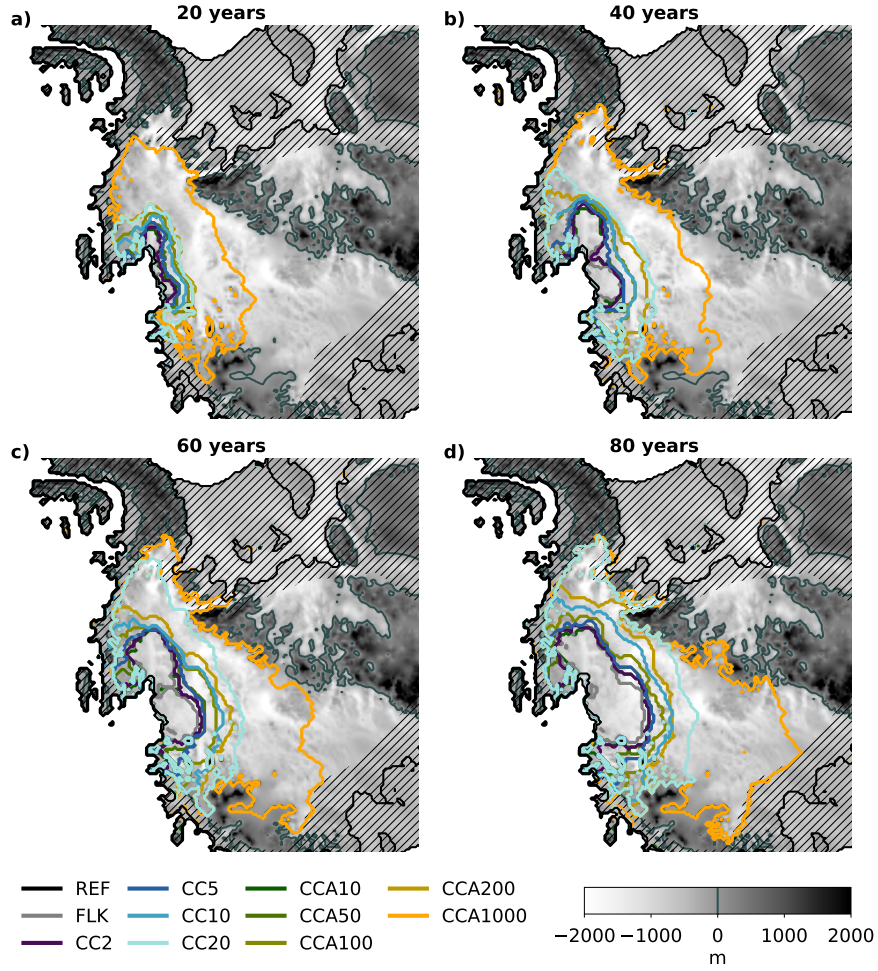 a) 20 years
b) 40 years
c) 60 years
d) 80 years
REF CC5 CCA10 CCA200
FLK CC10 CCA50 CCA1000
CC2 CC20 CCA100
−2000 −1000 0 1000 2000
m